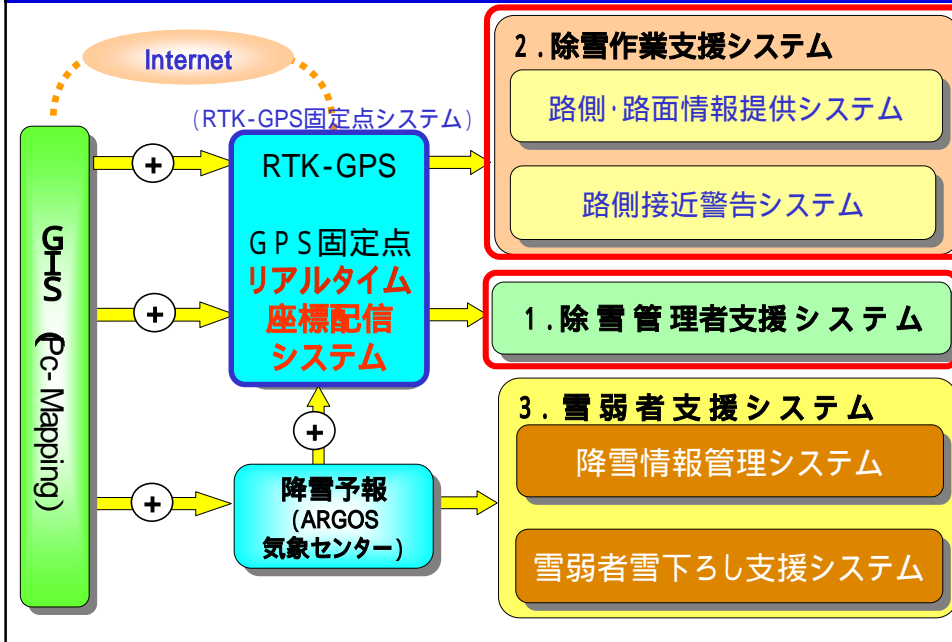 Internet
(RTK-GPS固定点システム)
GIS (Pc-Mapping)
+
+
+
+
RTK-GPS
GPS固定点
リアルタイム
座標配信
システム
降雪予報
(ARGOS
気象センター)
2.除雪作業支援システム
路側・路面情報提供システム
路側接近警告システム
1.除雪管理者支援システム
3.雪弱者支援システム
降雪情報管理システム
雪弱者雪下ろし支援システム